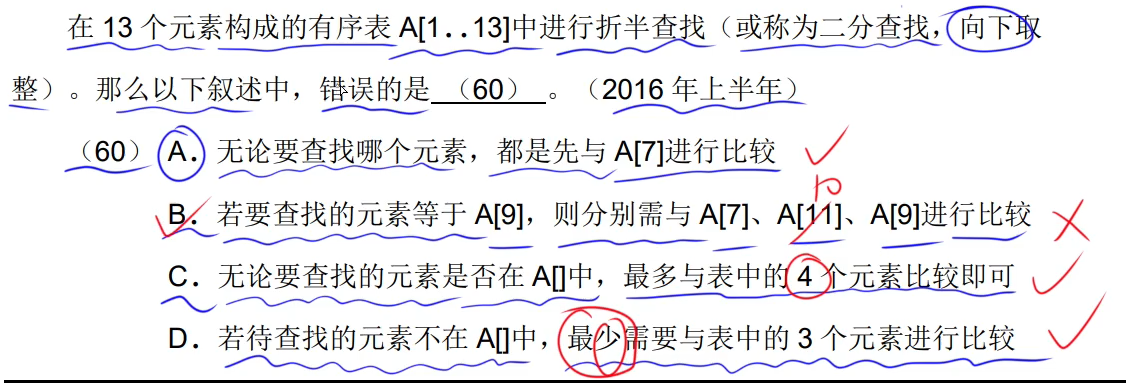 在 13 个元素构成的有序表 A[1..13]中进行折半查找（或称为二分查找，向下取
整）。那么以下叙述中，错误的是 （60） 。（2016 年上半年）
（60）A．无论要查找哪个元素，都是先与 A[7]进行比较
B．若要查找的元素等于 A[9]，则分别需与 A[7]、A[11]、A[9]进行比较
C．无论要查找的元素是否在 A[]中，最多与表中的 4 个元素比较即可
D．若待查找的元素不在 A[]中，最少需要与表中的 3 个元素进行比较